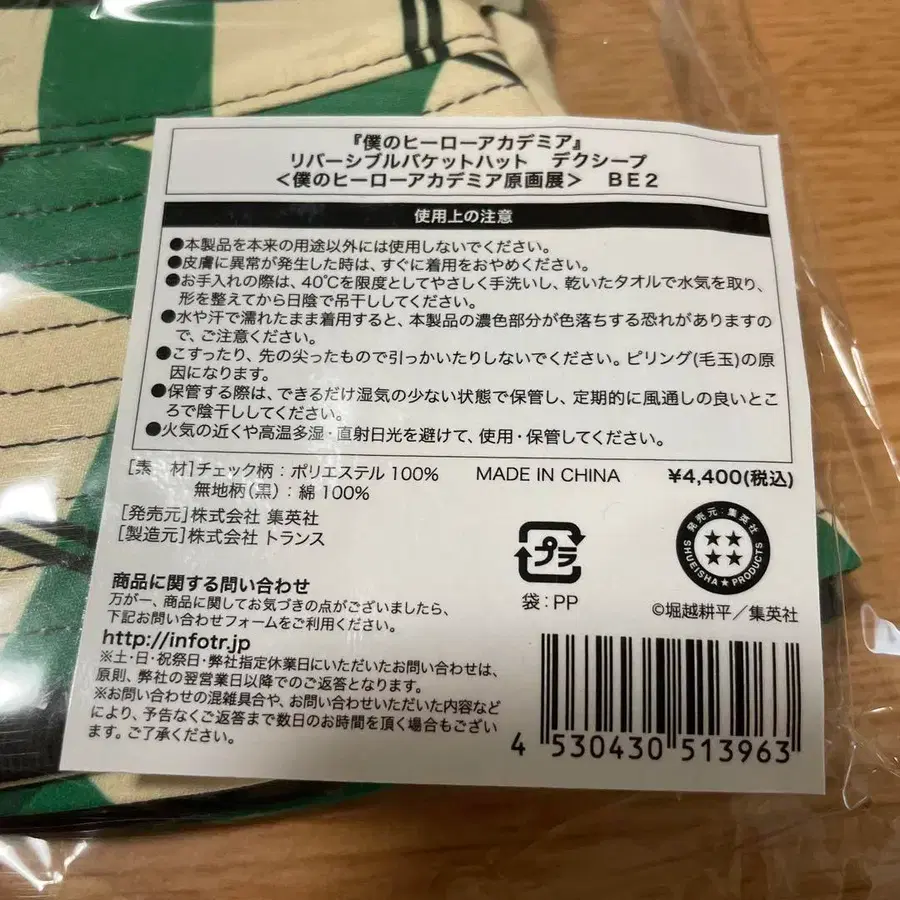 『僕のヒーローアカデミア』
リバーシブルバケットハット　デクシープ
＜僕のヒーローアカデミア原画展＞　BE2
使用上の注意
●本製品を本来の用途以外には使用しないでください。
●皮膚に異常が発生した時は、すぐに着用をおやめください。
●お手入れの際は、40℃を限度としてやさしく手洗いし、乾いたタオルで水気を取り、
形を整えてから日陰で吊干ししてください。
●水や汗で濡れたまま着用すると、本製品の濃色部分が色落ちする恐れがありますの
で、ご注意ください。
●こすったり、先の尖ったもので引っかいたりしないでください。ピリング(毛玉)の原
因になります。
●保管する際は、できるだけ湿気の少ない状態で保管し、定期的に風通しの良いとこ
ろで陰干ししてください。
●火気の近くや高温多湿・直射日光を避けて、使用・保管してください。
［素　材］チェック柄：ポリエステル 100%　MADE IN CHINA　¥4,400(税込)
無地柄(黒)：綿 100%
［発売元］株式会社 集英社
［製造元］株式会社 トランス
プラ
袋：PP
発売元：集英社
SHUEISHA★PRODUCTS
©堀越耕平／集英社
商品に関する問い合わせ
万が一、商品に関してお気づきの点がございましたら、
下記お問い合わせフォームをご利用ください。
http://infotr.jp
※土・日・祝祭日・弊社指定休業日にいただいたお問い合わせは、
原則、弊社の翌営業日以降でのご返答となります。
※お問い合わせの混雑具合や、お問い合わせいただいた内容など
により、予告なくご返答まで数日のお時間を頂く場合もござい
ます。ご了承ください。
4 530430 513963